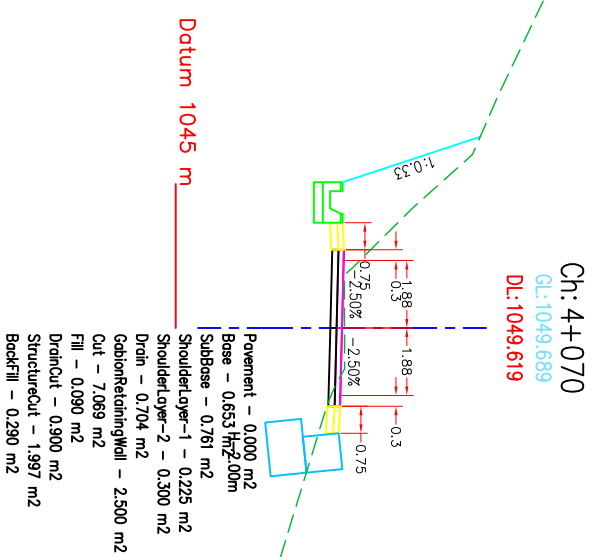 Ch: 4+070
GL:1049.689
DL:1049.619
1:0.33
0.75
0.3
1.88
1.88
0.3
0.75
-2.50%
-2.50%
H=2.00m
Datum 1045 m
Pavement - 0.000 m2
Base - 0.653 m2
SubBase - 0.761 m2
ShoulderLayer-1 - 0.225 m2
ShoulderLayer-2 - 0.300 m2
Drain - 0.704 m2
GabionRetainingWall - 2.500 m2
Cut - 7.069 m2
Fill - 0.090 m2
DrainCut - 0.900 m2
StructureCut - 1.997 m2
BackFill - 0.290 m2